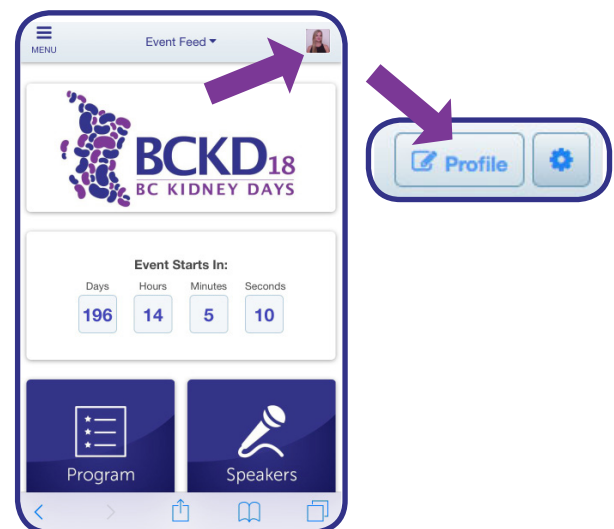 MENU
Event Feed
BCKD18
BC KIDNEY DAYS
Event Starts In:
Days Hours Minutes Seconds
196 14 5 10
Program Speakers
Profile